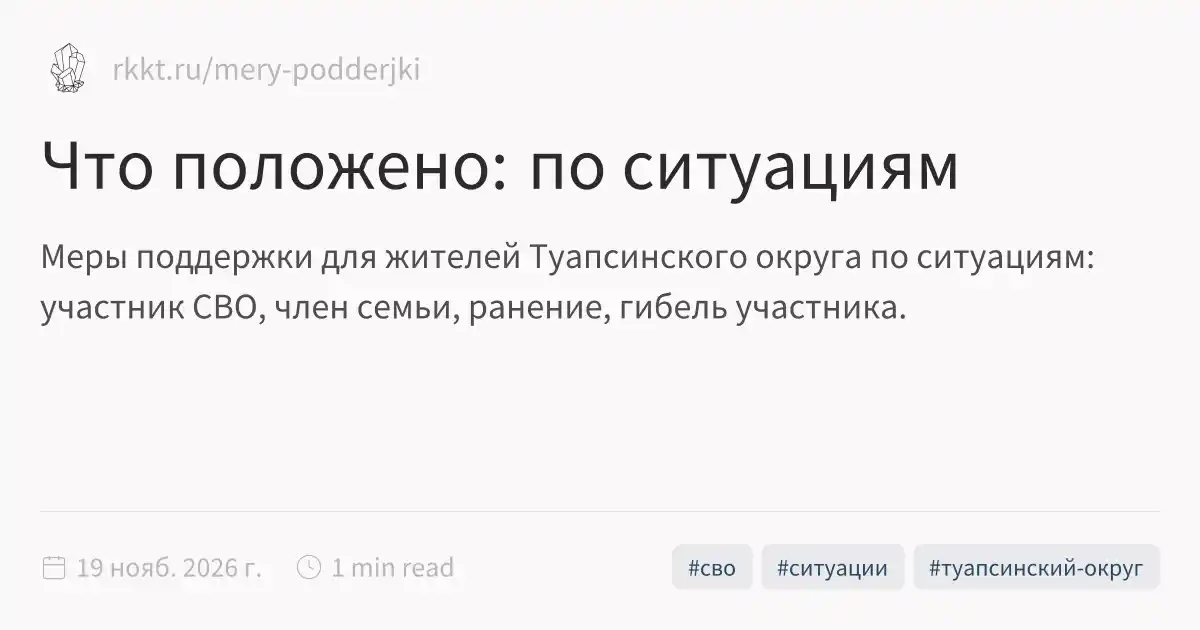 rkkt.ru/mery-podderjki
Что положено: по ситуациям
Меры поддержки для жителей Туапсинского округа по ситуациям:
участник СВО, член семьи, ранение, гибель участника.
19 нояб. 2026 г. 1 min read #сво #ситуации #туапсинский-округ